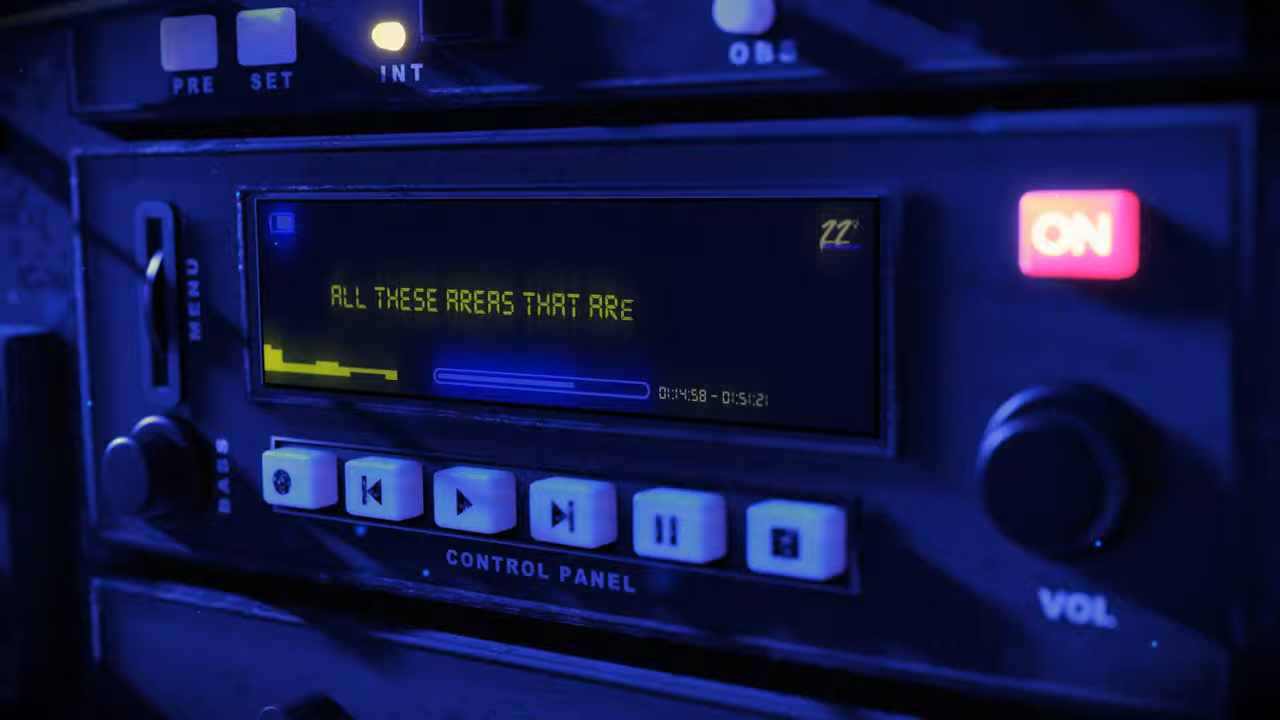 PRE SET INT
22°
ON
MENU
ALL THESE AREAS THAT ARE
01:14:58 - 01:51:21
BASS
CONTROL PANEL
VOL